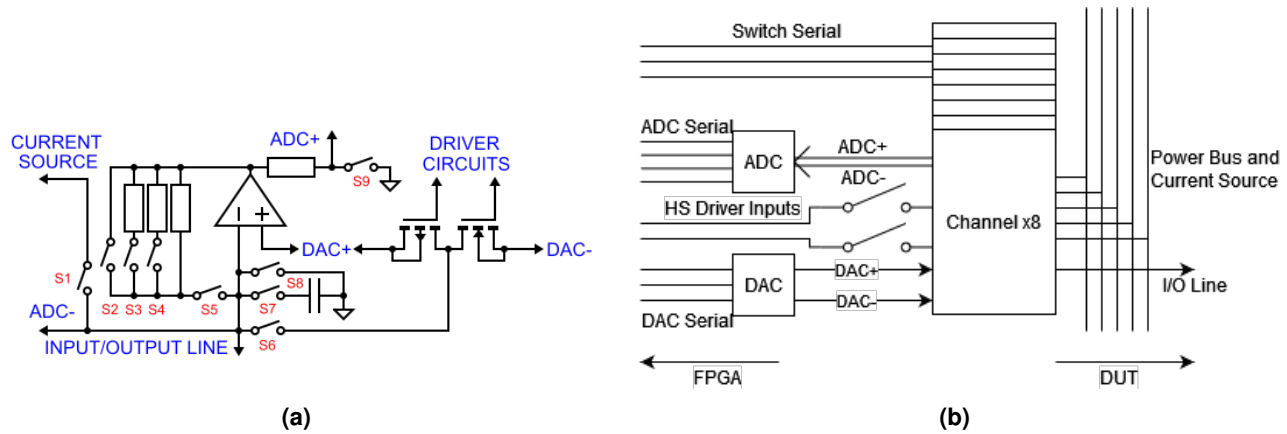 CURRENT
SOURCE
ADC+
DRIVER
CIRCUITS
S9
DAC+
DAC-
S1
S2
S3
S4
S5
S8
S7
S6
ADC-
INPUT/OUTPUT LINE
(a)
Switch Serial
ADC Serial
ADC
ADC+
ADC-
HS Driver Inputs
Channel x8
Power Bus and
Current Source
DAC
DAC+
DAC-
I/O Line
DAC Serial
FPGA
DUT
(b)